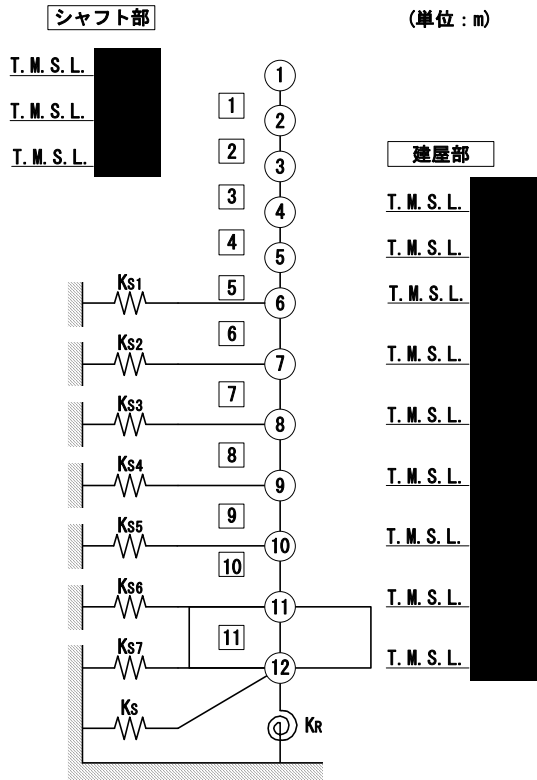 シャフト部
(単位：m)
T. M. S. L.
T. M. S. L.
T. M. S. L.
建屋部
T. M. S. L.
T. M. S. L.
T. M. S. L.
T. M. S. L.
T. M. S. L.
T. M. S. L.
T. M. S. L.
T. M. S. L.
T. M. S. L.
1
1
2
2
3
3
4
4
5
5
KS1
6
6
KS2
7
7
KS3
8
8
KS4
9
9
KS5
10
10
KS6
11
11
KS7
12
KS
KR